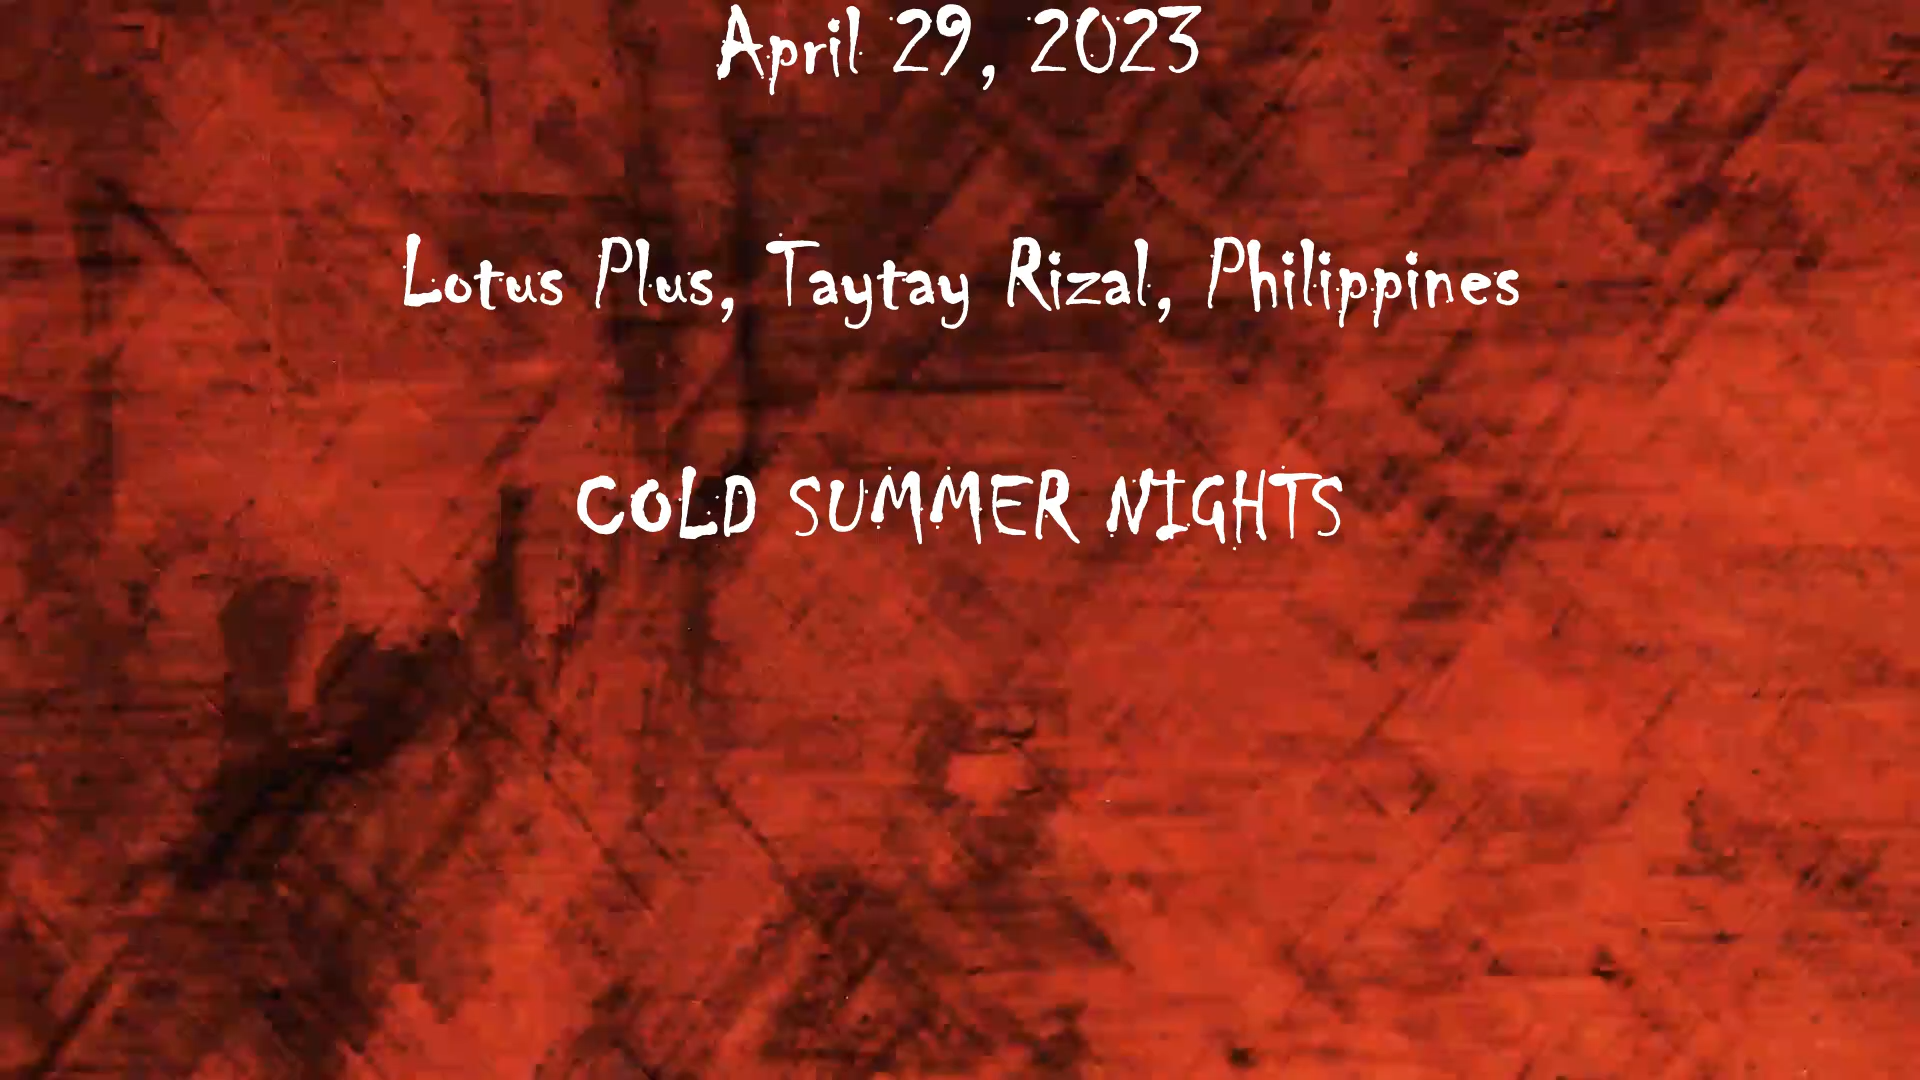 April 29, 2023
Lotus Plus, Taytay Rizal, Philippines
COLD SUMMER NIGHTS